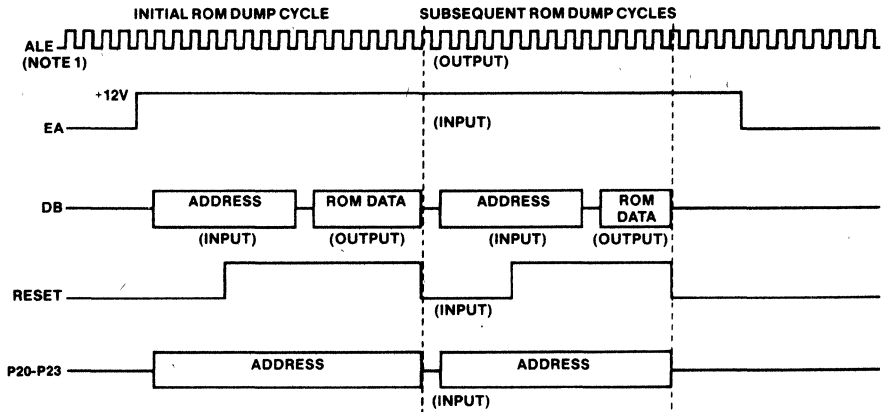 INITIAL ROM DUMP CYCLE
SUBSEQUENT ROM DUMP CYCLES
ALE
(NOTE 1)
(OUTPUT)
+12V
EA
(INPUT)
DB
ADDRESS
ROM DATA
ADDRESS
ROM
DATA
(INPUT)
(OUTPUT)
(INPUT)
(OUTPUT)
RESET
(INPUT)
P20-P23
ADDRESS
ADDRESS
(INPUT)